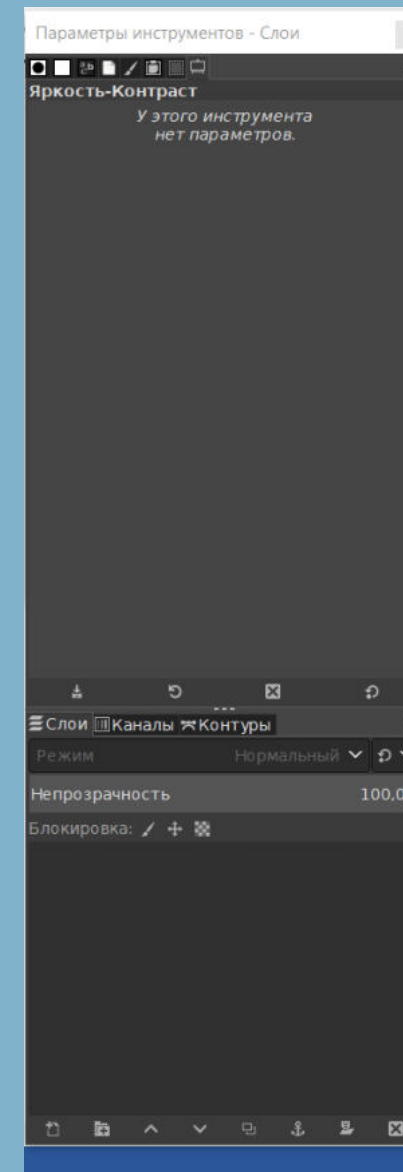 Параметры инструментов - Слои
Яркость-Контраст
У этого инструмента
нет параметров.
Слои Каналы Контуры
Режим Нормальный
Непрозрачность 100,0
Блокировка: